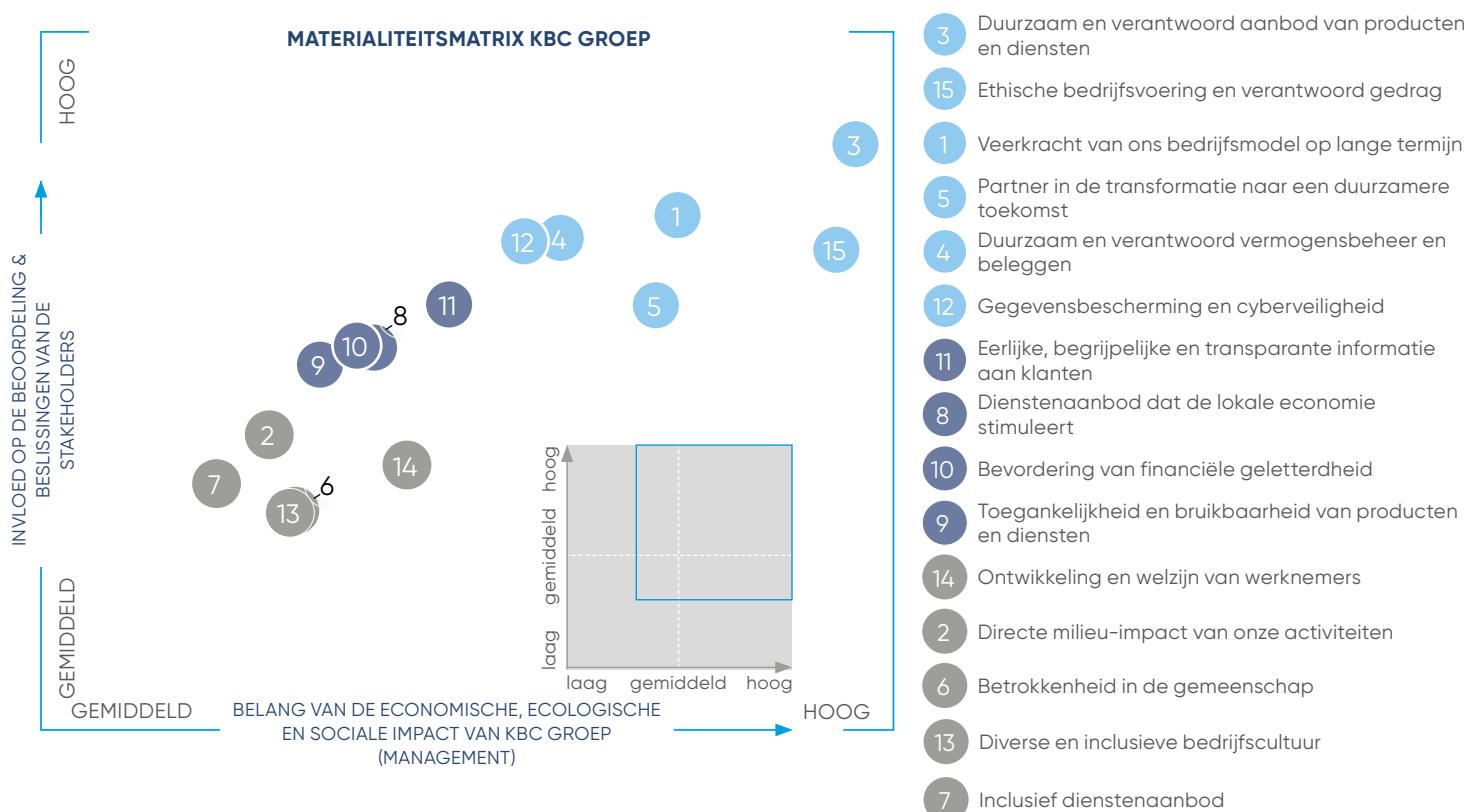 MATERIALITEITSMATRIX KBC GROEP
HOOG
INVLOED OP DE BEOORDELING &
BESLISSINGEN VAN DE
STAKEHOLDERS
GEMIDDELD
3
1
12
4
15
5
11
8
10
9
2
14
7
6
13
hoog
gemiddeld
laag
laag
gemiddeld
hoog
GEMIDDELD
BELANG VAN DE ECONOMISCHE, ECOLOGISCHE
EN SOCIALE IMPACT VAN KBC GROEP
(MANAGEMENT)
HOOG
3 Duurzaam en verantwoord aanbod van producten
en diensten
15 Ethische bedrijfsvoering en verantwoord gedrag
1 Veerkracht van ons bedrijfsmodel op lange termijn
5 Partner in de transformatie naar een duurzamere
toekomst
4 Duurzaam en verantwoord vermogensbeheer en
beleggen
12 Gegevensbescherming en cyberveiligheid
11 Eerlijke, begrijpelijke en transparante informatie
aan klanten
8 Dienstenaanbod dat de lokale economie
stimuleert
10 Bevordering van financiële geletterdheid
9 Toegankelijkheid en bruikbaarheid van producten
en diensten
14 Ontwikkeling en welzijn van werknemers
2 Directe milieu-impact van onze activiteiten
6 Betrokkenheid in de gemeenschap
13 Diverse en inclusieve bedrijfscultuur
7 Inclusief dienstenaanbod